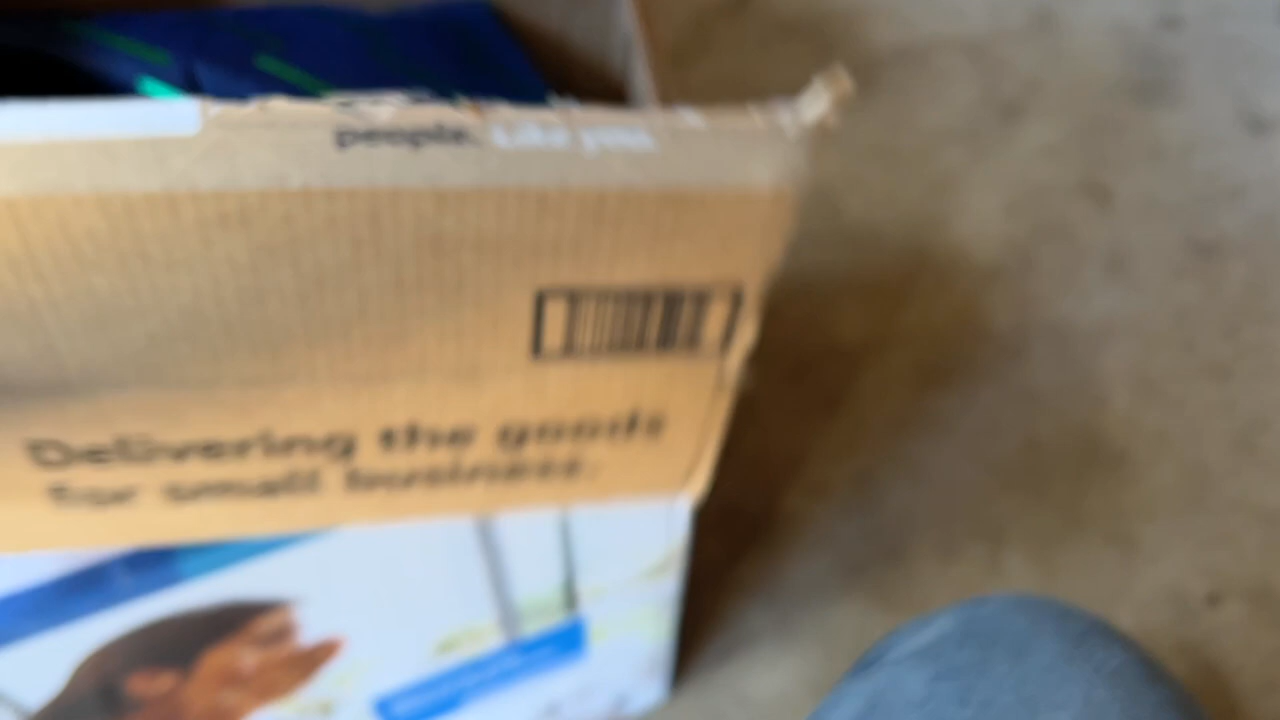 people. Like you.
Delivering the goods
for small business.